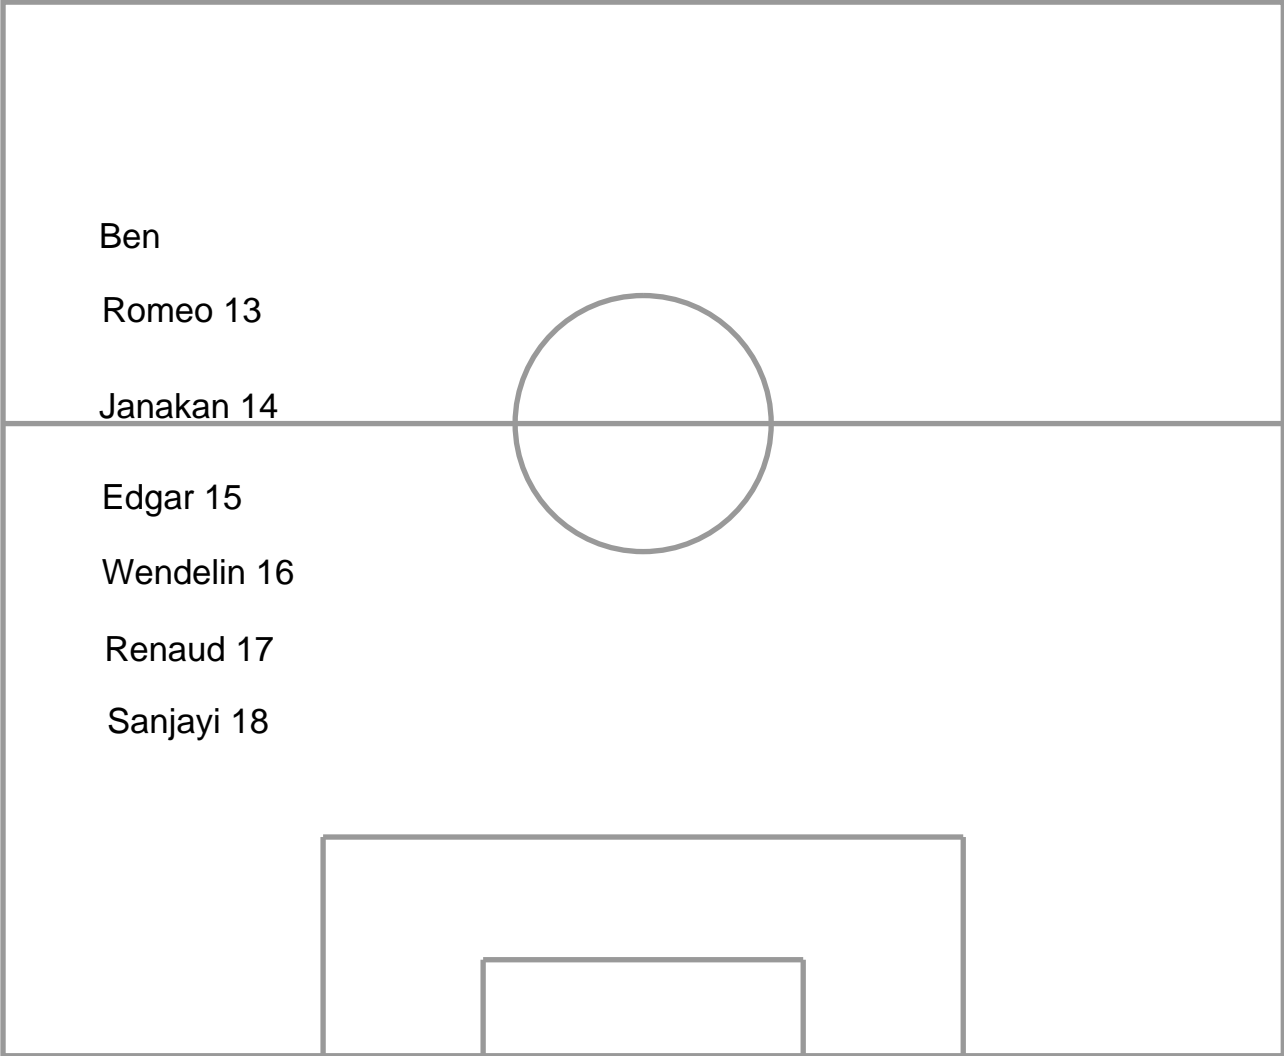 Ben
Romeo 13
Janakan 14
Edgar 15
Wendelin 16
Renaud 17
Sanjayi 18